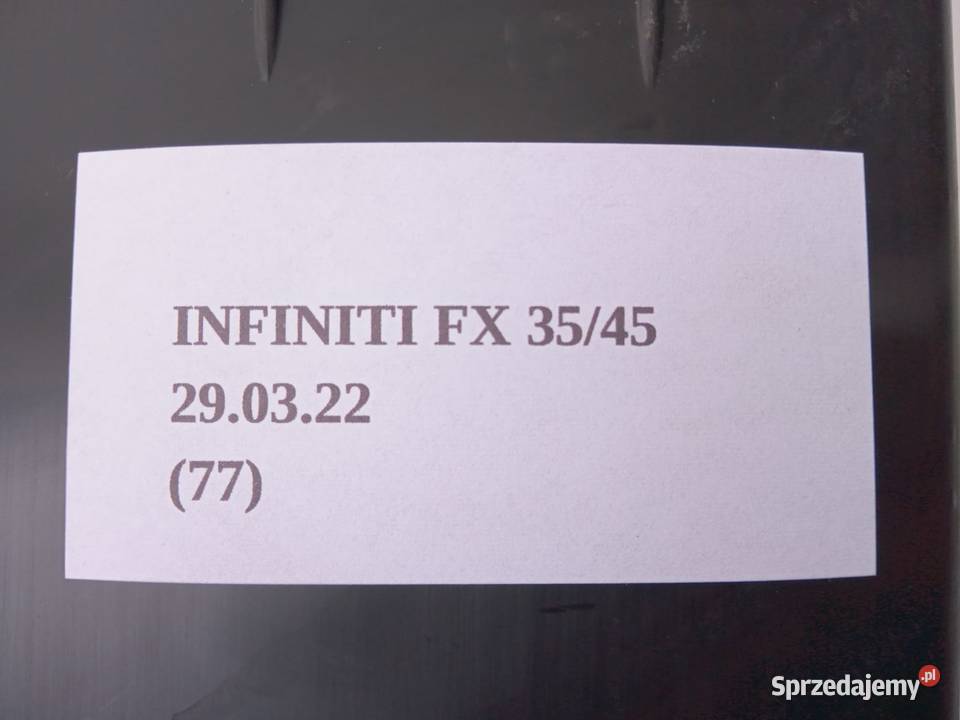 INFINITI FX 35/45
29.03.22
(77)
Sprzedajemy.pl